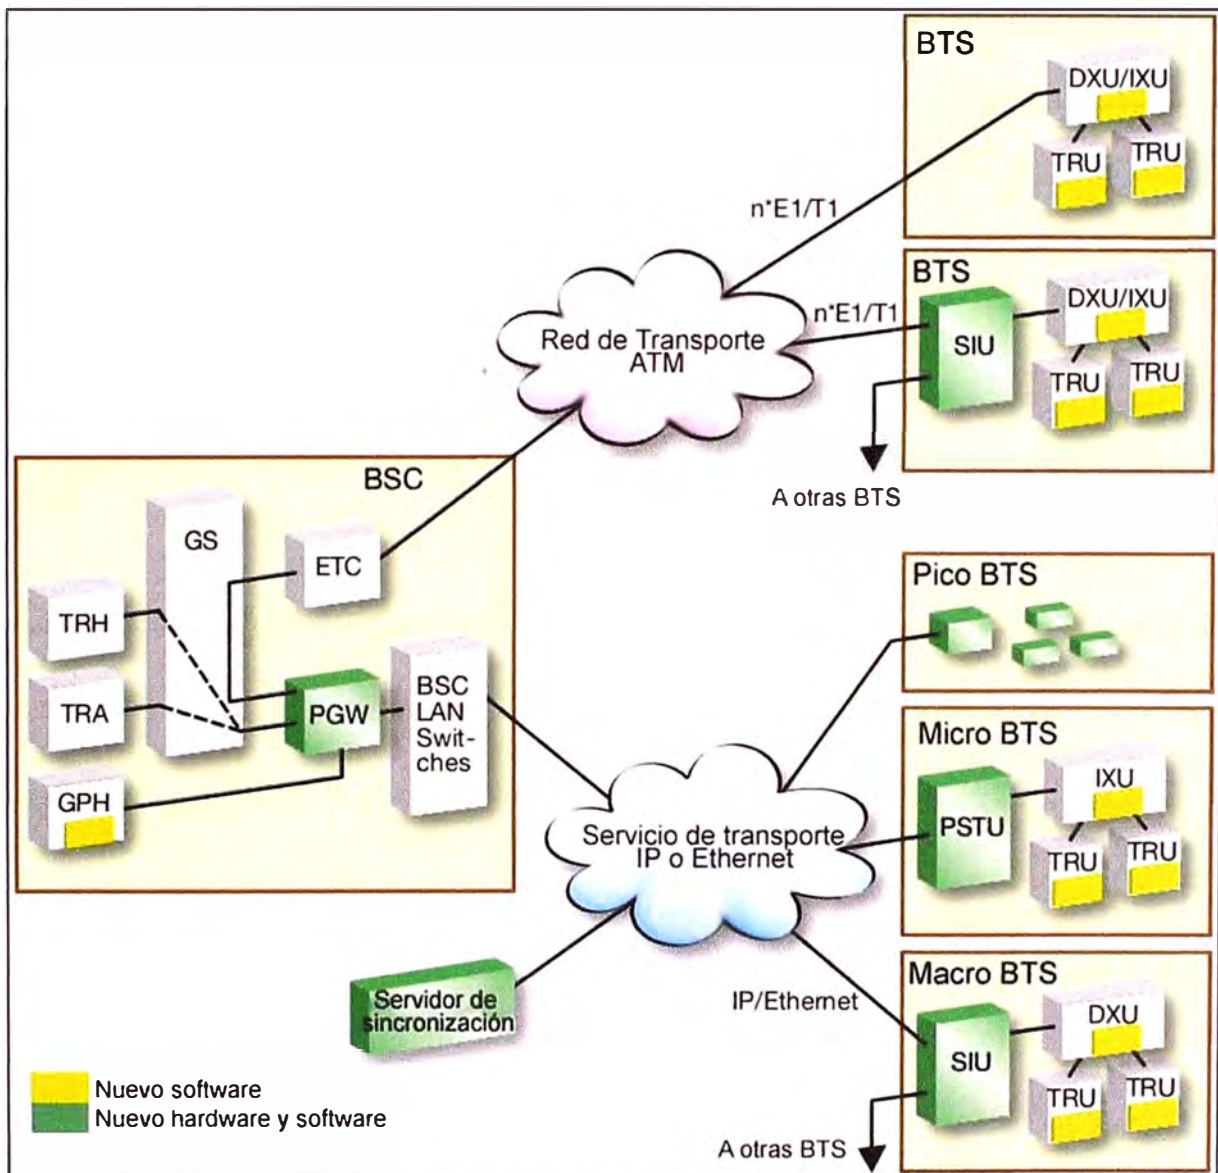 BTS
DXU/IXU
TRU
TRU
n*E1/T1
BTS
DXU/IXU
n*E1/T1
SIU
TRU
TRU
Red de Transporte
ATM
A otras BTS
BSC
GS
ETC
TRH
TRA
PGW
BSC
LAN
Swit-
ches
GPH
Pico BTS
Micro BTS
IXU
PSTU
TRU
TRU
Servicio de transporte
IP o Ethernet
Servidor de
sincronización
IP/Ethernet
Macro BTS
DXU
SIU
TRU
TRU
A otras BTS
Nuevo software
Nuevo hardware y software